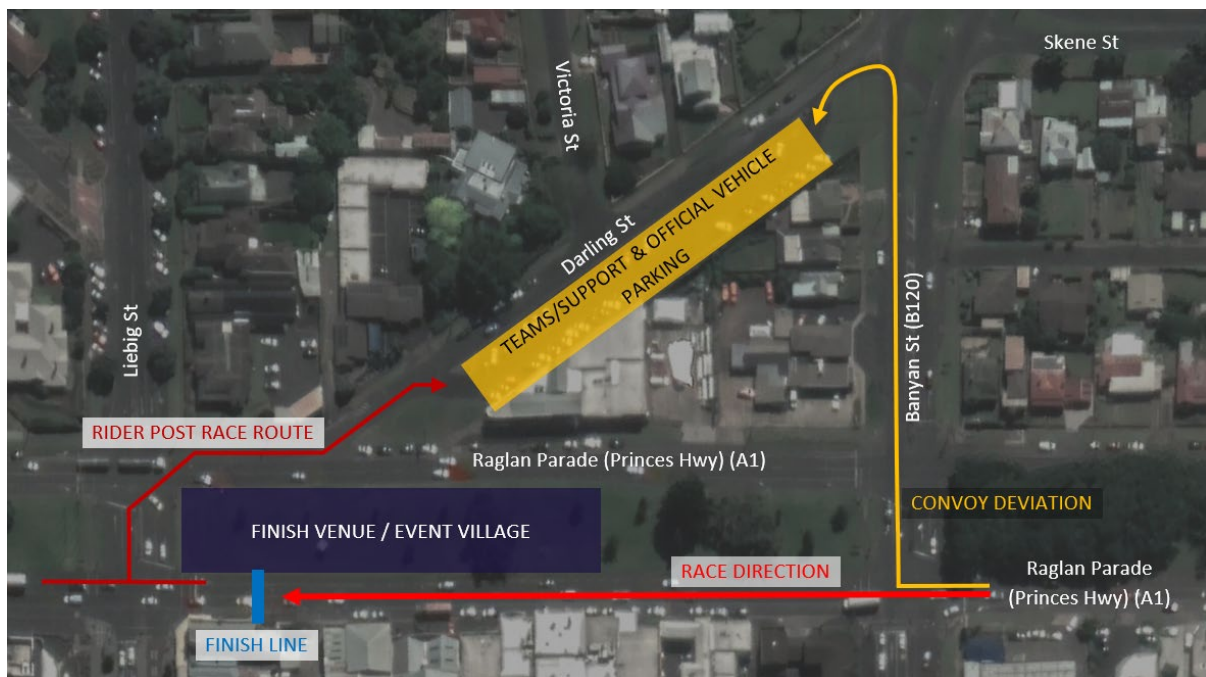 Skene St
Victoria St
Darling St
TEAMS/SUPPORT & OFFICIAL VEHICLE
PARKING
Liebig St
Banyan St (B120)
RIDER POST RACE ROUTE
Raglan Parade (Princes Hwy) (A1)
CONVOY DEVIATION
FINISH VENUE / EVENT VILLAGE
RACE DIRECTION
Raglan Parade
(Princes Hwy) (A1)
FINISH LINE